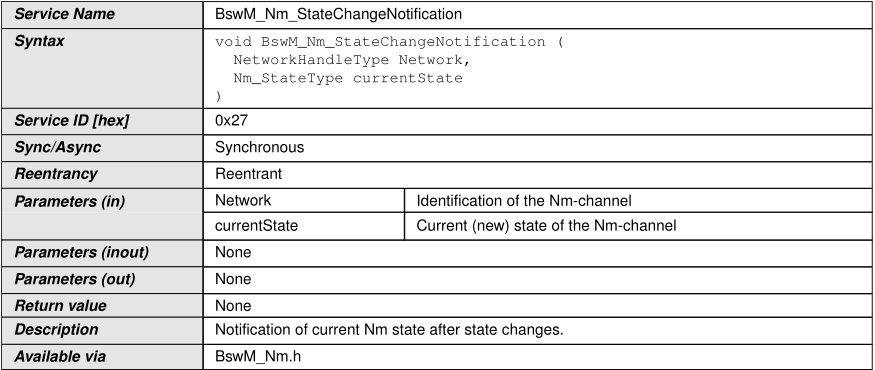 Service Name BswM_Nm_StateChangeNotification
Syntax void BswM_Nm_StateChangeNotification (
NetworkHandleType Network,
Nm_StateType currentState
)
Service ID [hex] 0x27
Sync/Async Synchronous
Reentrancy Reentrant
Parameters (in) Network Identification of the Nm-channel
currentState Current (new) state of the Nm-channel
Parameters (inout) None
Parameters (out) None
Return value None
Description Notification of current Nm state after state changes.
Available via BswM_Nm.h